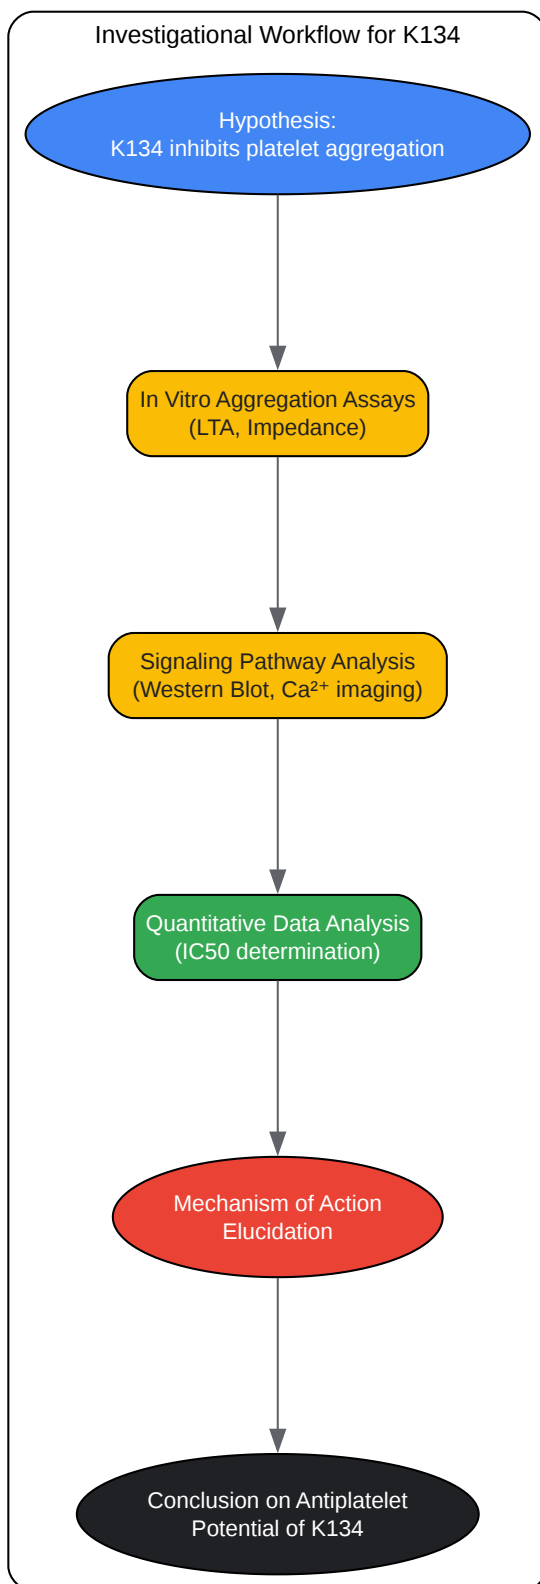 Investigational Workflow for K134
Hypothesis:
K134 inhibits platelet aggregation
In Vitro Aggregation Assays
(LTA, Impedance)
Signaling Pathway Analysis
(Western Blot, Ca²⁺ imaging)
Quantitative Data Analysis
(IC50 determination)
Mechanism of Action
Elucidation
Conclusion on Antiplatelet
Potential of K134